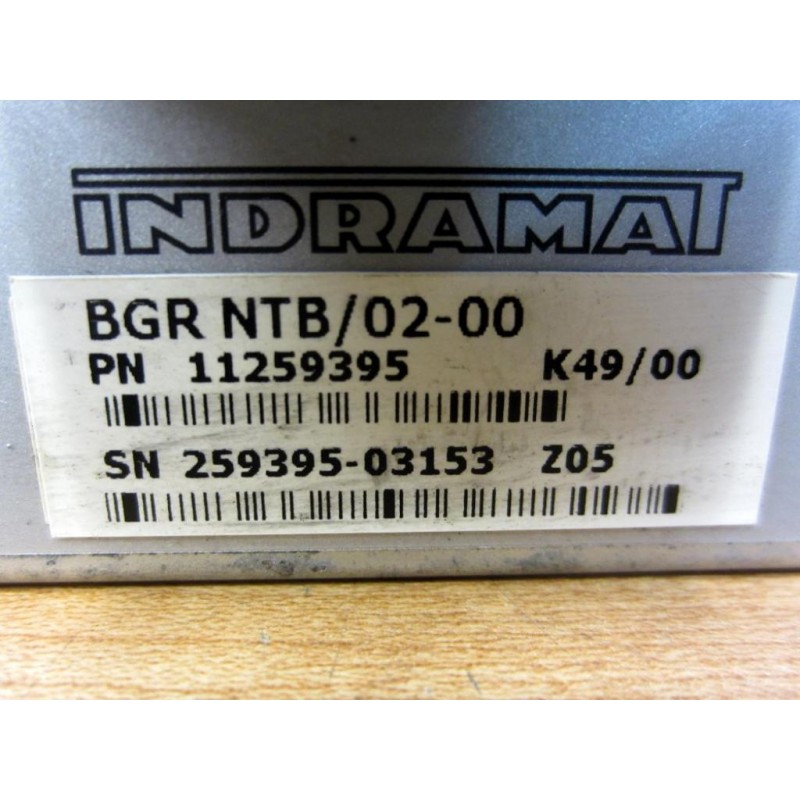 INDRAMAT
BGR NTB/02-00
PN 11259395 K49/00
SN 259395-03153 Z05